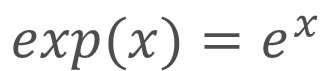 exp(x) = e^x